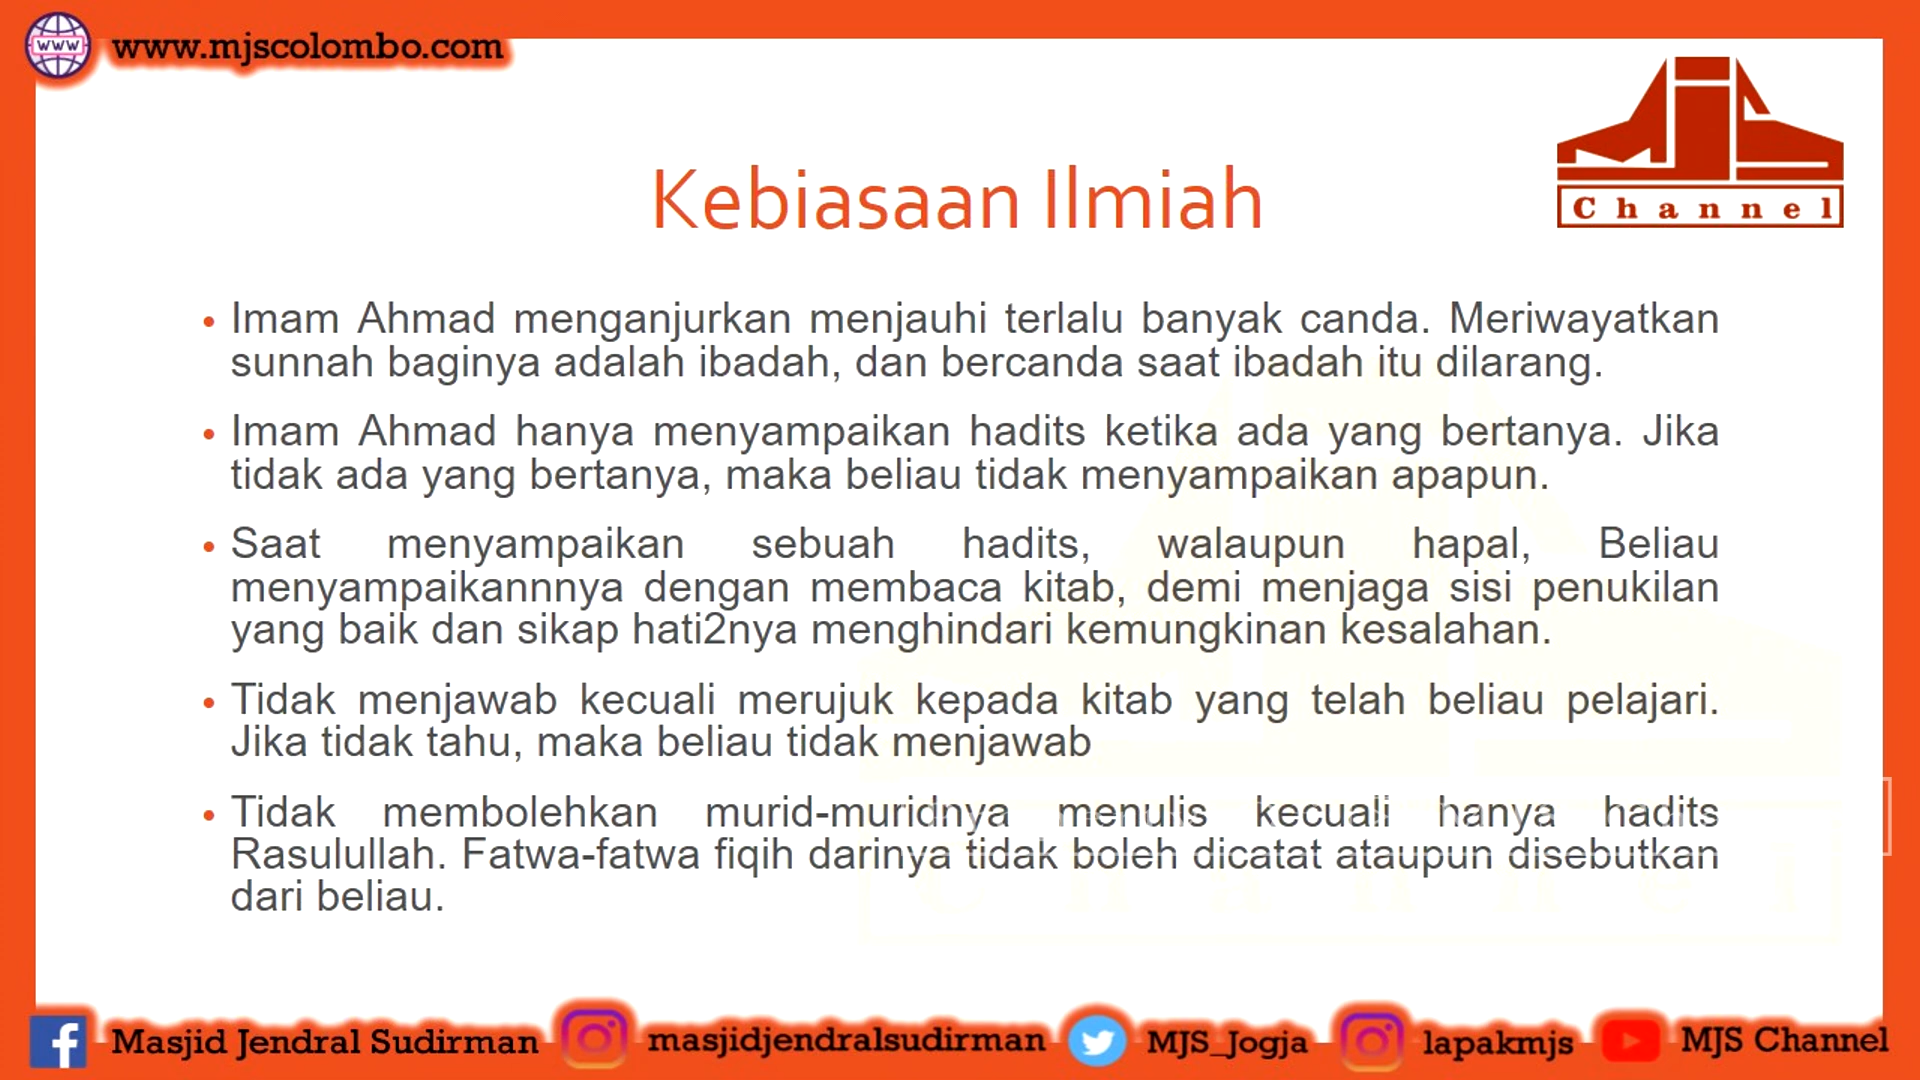 www.mjscolombo.com
MJS
Channel
Kebiasaan Ilmiah
• Imam Ahmad menganjurkan menjauhi terlalu banyak canda. Meriwayatkan
sunnah baginya adalah ibadah, dan bercanda saat ibadah itu dilarang.
• Imam Ahmad hanya menyampaikan hadits ketika ada yang bertanya. Jika
tidak ada yang bertanya, maka beliau tidak menyampaikan apapun.
• Saat menyampaikan sebuah hadits, walaupun hapal, Beliau
menyampaikannnya dengan membaca kitab, demi menjaga sisi penukilan
yang baik dan sikap hati2nya menghindari kemungkinan kesalahan.
• Tidak menjawab kecuali merujuk kepada kitab yang telah beliau pelajari.
Jika tidak tahu, maka beliau tidak menjawab
• Tidak membolehkan murid-muridnya menulis kecuali hanya hadits
Rasulullah. Fatwa-fatwa fiqih darinya tidak boleh dicatat ataupun disebutkan
dari beliau.
Masjid Jendral Sudirman masjidjendralsudirman MJS_Jogja lapakmjs MJS Channel